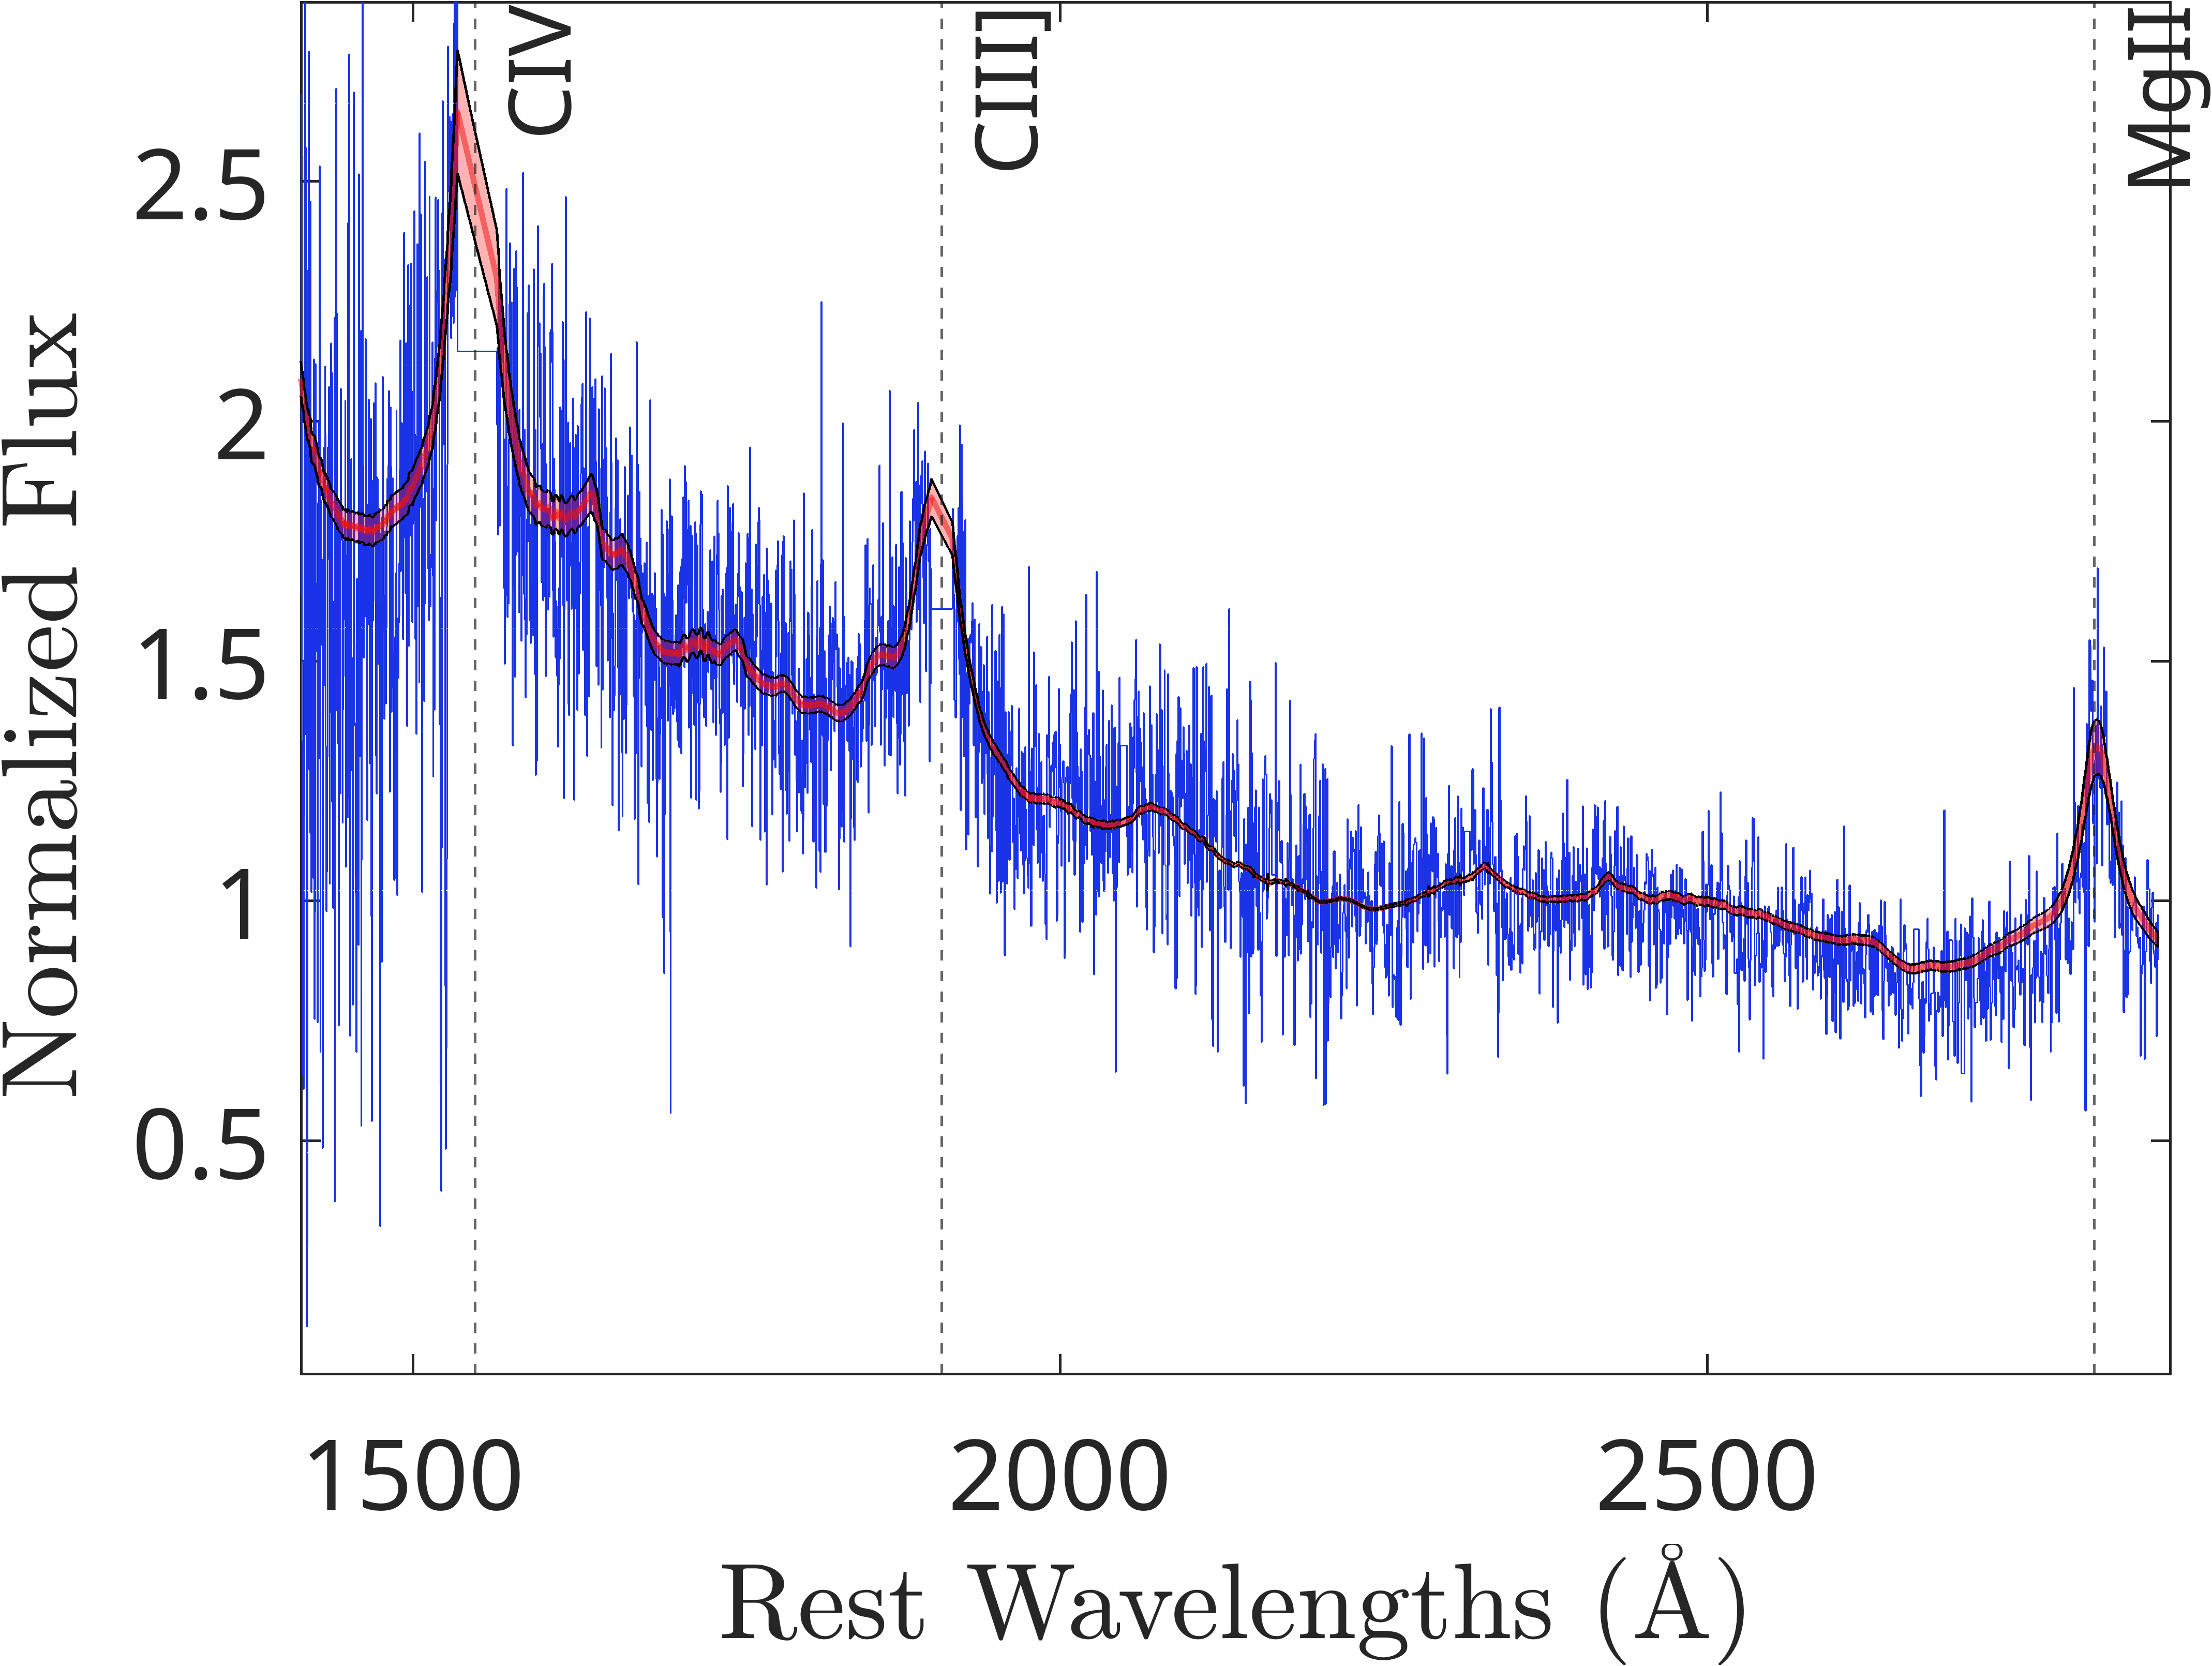 CIV
CIII]
MgII
2.5
2
1.5
1
0.5
Normalized Flux
1500
2000
2500
Rest Wavelengths (Å)